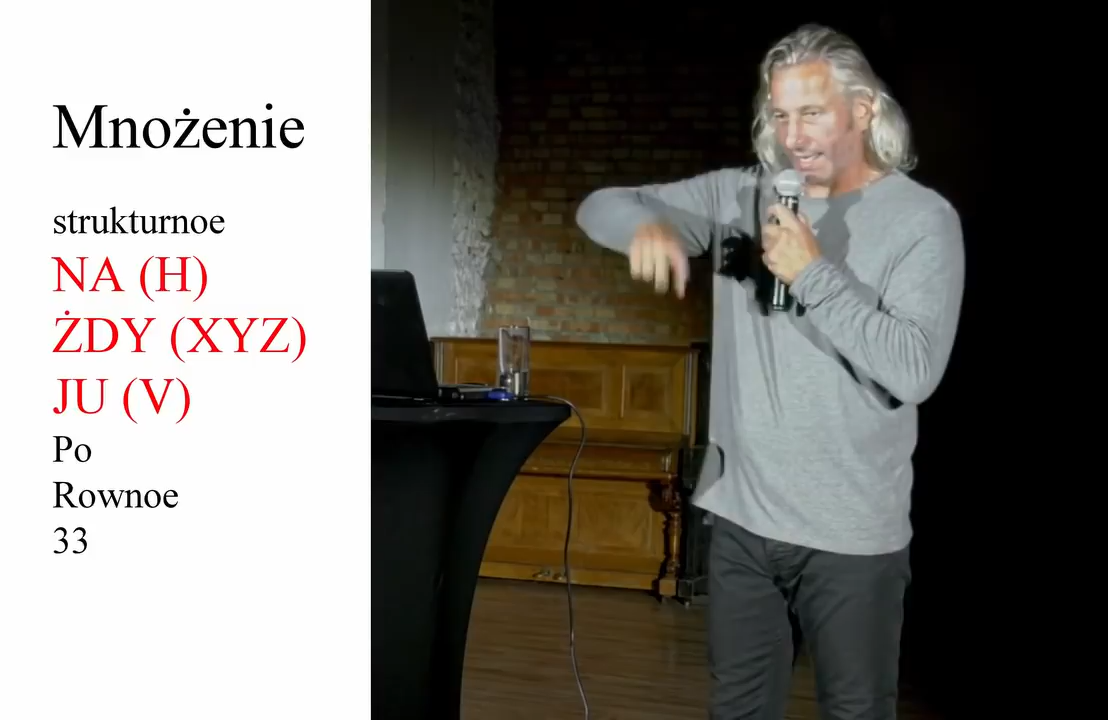 Mnożenie
strukturnoe
NA (H)
ŻDY (XYZ)
JU (V)
Po
Rownoe
33